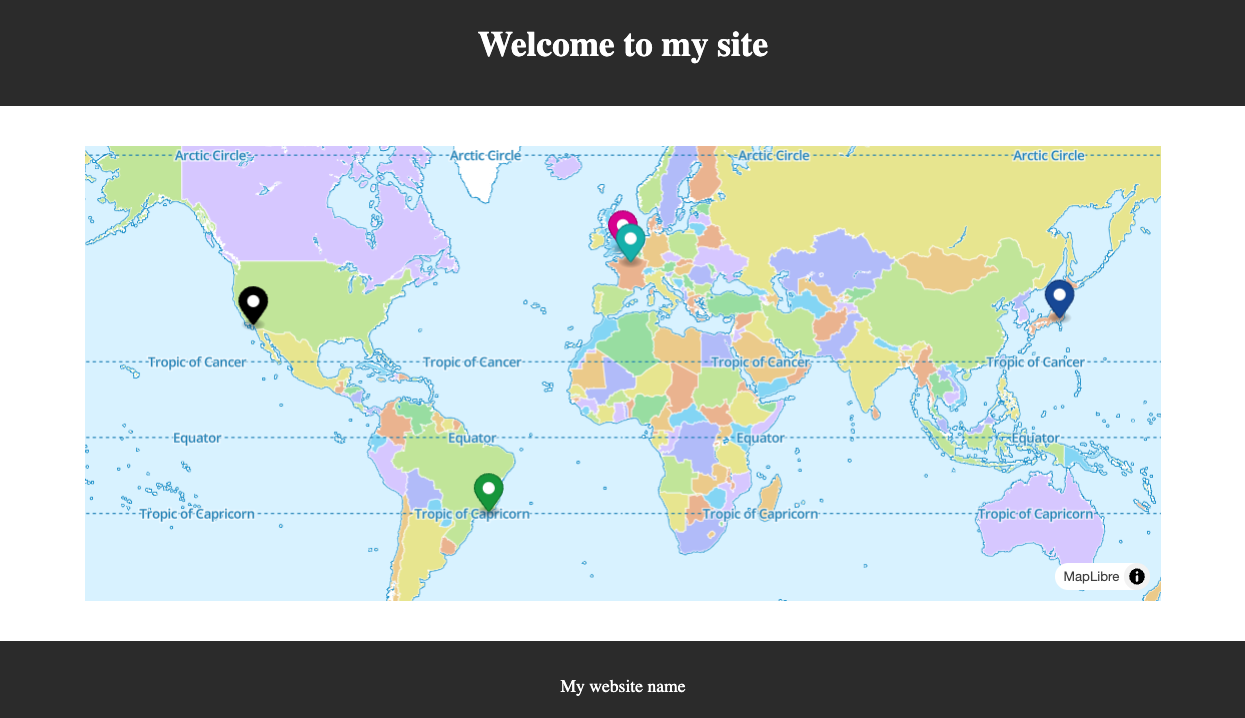 Welcome to my site
Arctic Circle Arctic Circle Arctic Circle Arctic Circle
Tropic of Cancer Tropic of Cancer Tropic of Cancer Tropic of Cancer
Equator Equator Equator Equator
Tropic of Capricorn Tropic of Capricorn Tropic of Capricorn Tropic of Capricorn
MapLibre
My website name